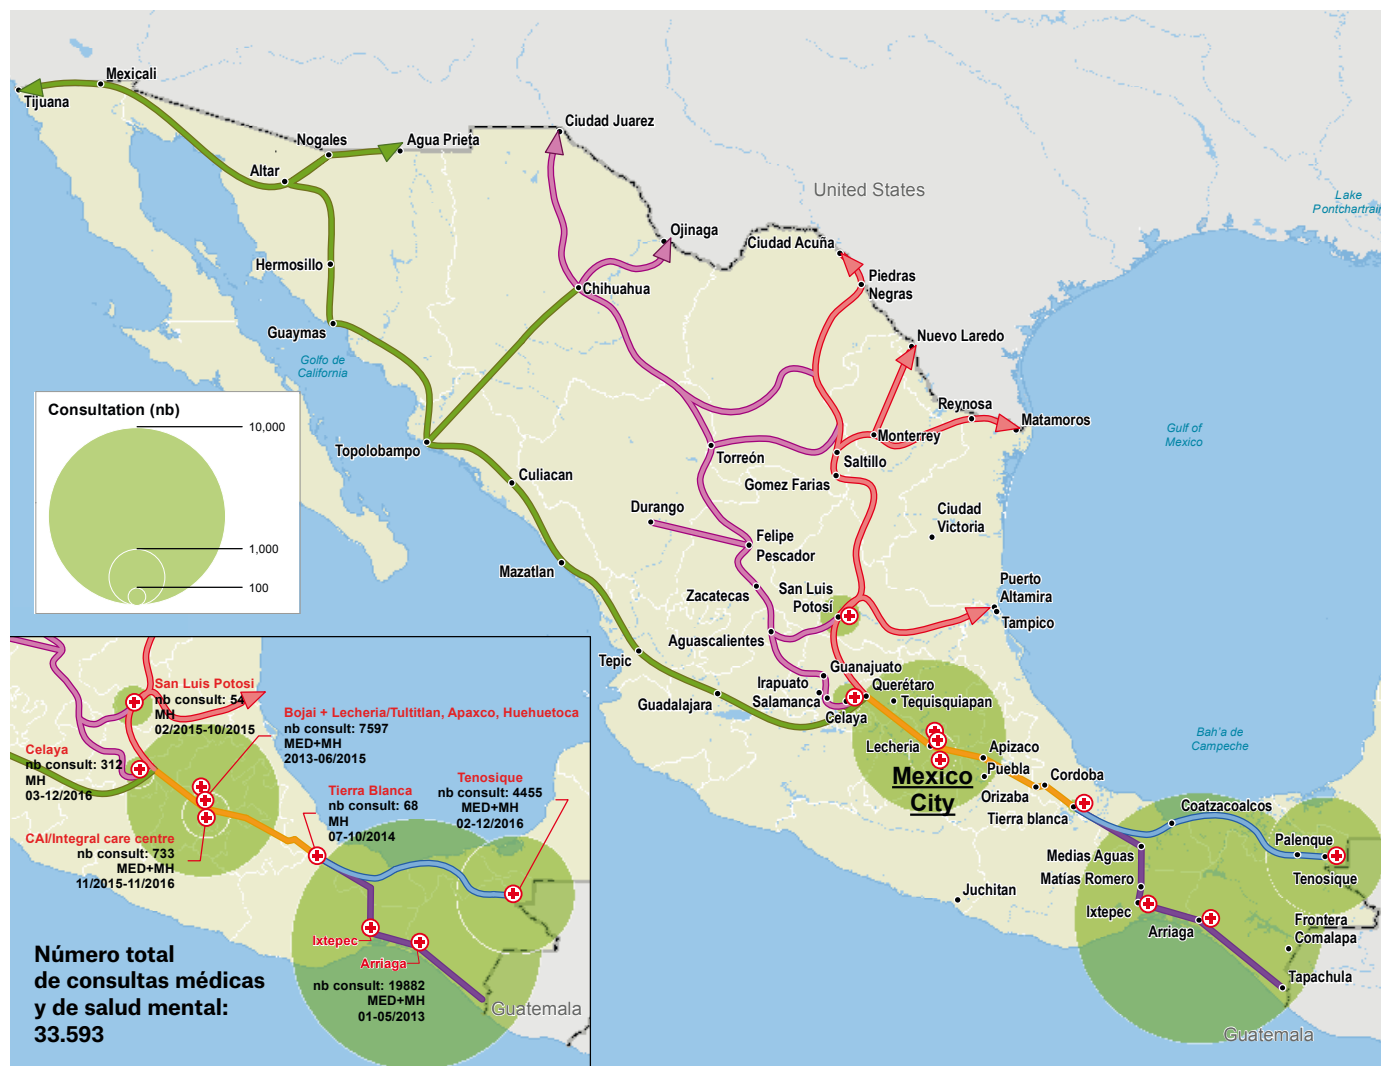 Mexicali
Tijuana
Nogales
Agua Prieta
Altar
Ciudad Juarez
United States
Lake
Pontchartrain
Ojinaga
Ciudad Acuña
Hermosillo
Chihuahua
Piedras
Negras
Guaymas
Nuevo Laredo
Golfo de
California
Consultation (nb)
10,000
1,000
100
Reynosa
Matamoros
Gulf of
Mexico
Topolobampo
Monterrey
Torreón
Saltillo
Culiacan
Gomez Farias
Durango
Ciudad
Victoria
Felipe
Pescador
Mazatlan
Zacatecas
San Luis
Potosí
Puerto
Altamira
Tampico
Aguascalientes
Tepic
Guanajuato
Irapuato
Querétaro
Salamanca
Tequisquiapan
Guadalajara
Celaya
Lecheria
Apizaco
Puebla
Mexico
City
Cordoba
Orizaba
Tierra blanca
Bah'a de
Campeche
Coatzacoalcos
Palenque
Tenosique
Medias Aguas
Matías Romero
Juchitan
Ixtepec
Arriaga
Frontera
Comalapa
Tapachula
Guatemala
San Luis Potosi
nb consult: 54
MH
02/2015-10/2015
Bojai + Lecheria/Tultitlan, Apaxco, Huehuetoca
nb consult: 7597
MED+MH
2013-06/2015
Celaya
nb consult: 312
MH
03-12/2016
Tierra Blanca
nb consult: 68
MH
07-10/2014
Tenosique
nb consult: 4455
MED+MH
02-12/2016
CAI/Integral care centre
nb consult: 733
MED+MH
11/2015-11/2016
Ixtepec
Arriaga
nb consult: 19882
MED+MH
01-05/2013
Guatemala
Número total
de consultas médicas
y de salud mental:
33.593